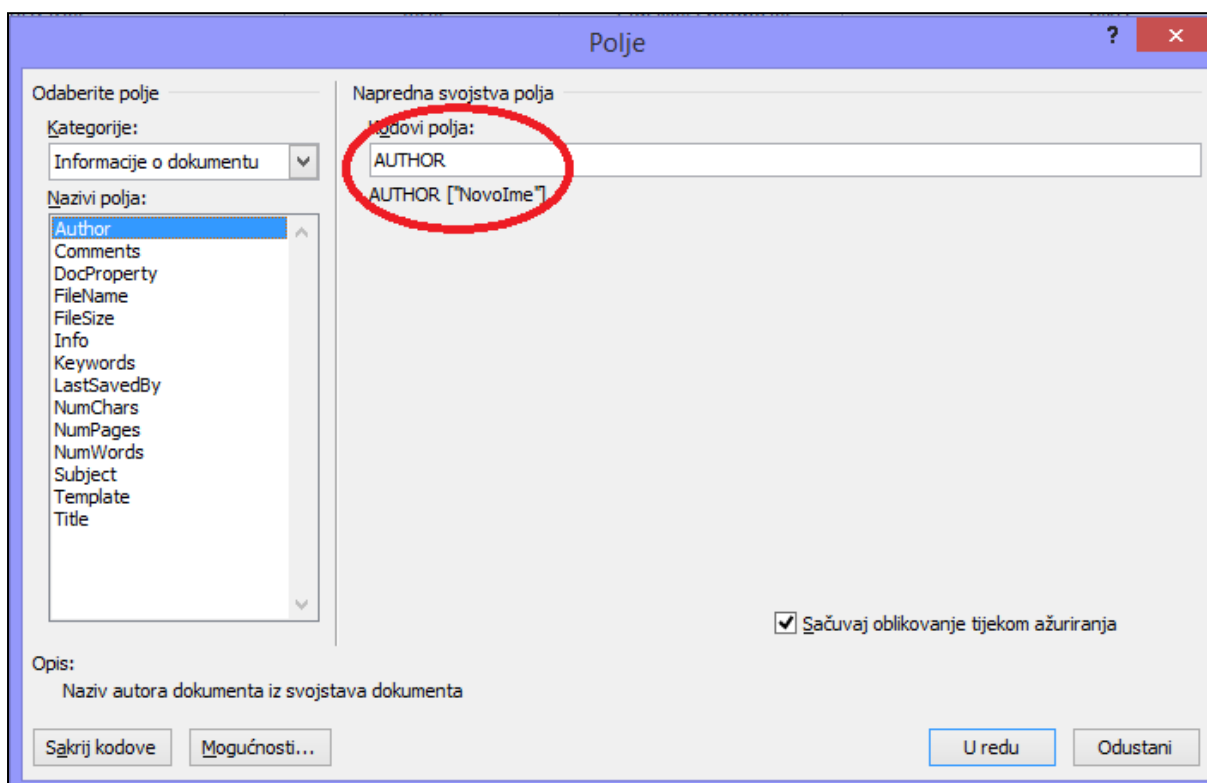 Polje
?
Odaberite polje
Kategorije:
Informacije o dokumentu
Nazivi polja:
Author
Comments
DocProperty
FileName
FileSize
Info
Keywords
LastSavedBy
NumChars
NumPages
NumWords
Subject
Template
Title
Napredna svojstva polja
Kodovi polja:
AUTHOR
AUTHOR ["NovoIme"]
Sačuvaj oblikovanje tijekom ažuriranja
Opis:
Naziv autora dokumenta iz svojstava dokumenta
Sakrij kodove
Mogućnosti...
U redu
Odustani